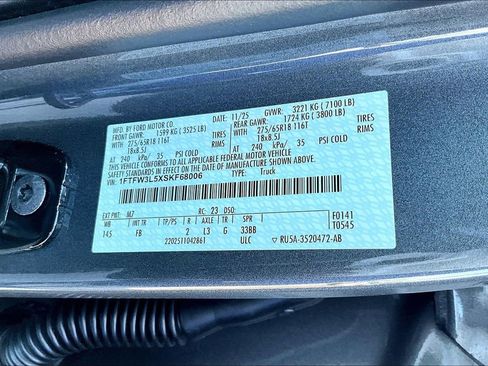 MFD. BY FORD MOTOR CO.
11/25 GVWR: 3221 KG ( 7100 LB)
FRONT GAWR: REAR GAWR:
1599 KG ( 3525 LB) 1724 KG ( 3800 LB)
275/65R18 116T TIRES 275/65R18 116T TIRES
18x8.5J RIMS 18x8.5J RIMS
AT 240 kPa/ 35 PSI COLD AT 240 kPa/ 35 PSI COLD
THIS VEHICLE CONFORMS TO ALL APPLICABLE FEDERAL MOTOR VEHICLE
SAFETY STANDARDS IN EFFECT ON THE DATE OF MANUFACTURE SHOWN ABOVE.
VIN: 1FTFW3L5XSKF68006
TYPE: Truck
EXT PNT: M7 RC: 23 DSO: F0141
WB INT TR TP/PS R AXLE TR SPR T0545
145 FB 2 L3 G 33BB
2202511042861 ULC RU5A-3520472-AB